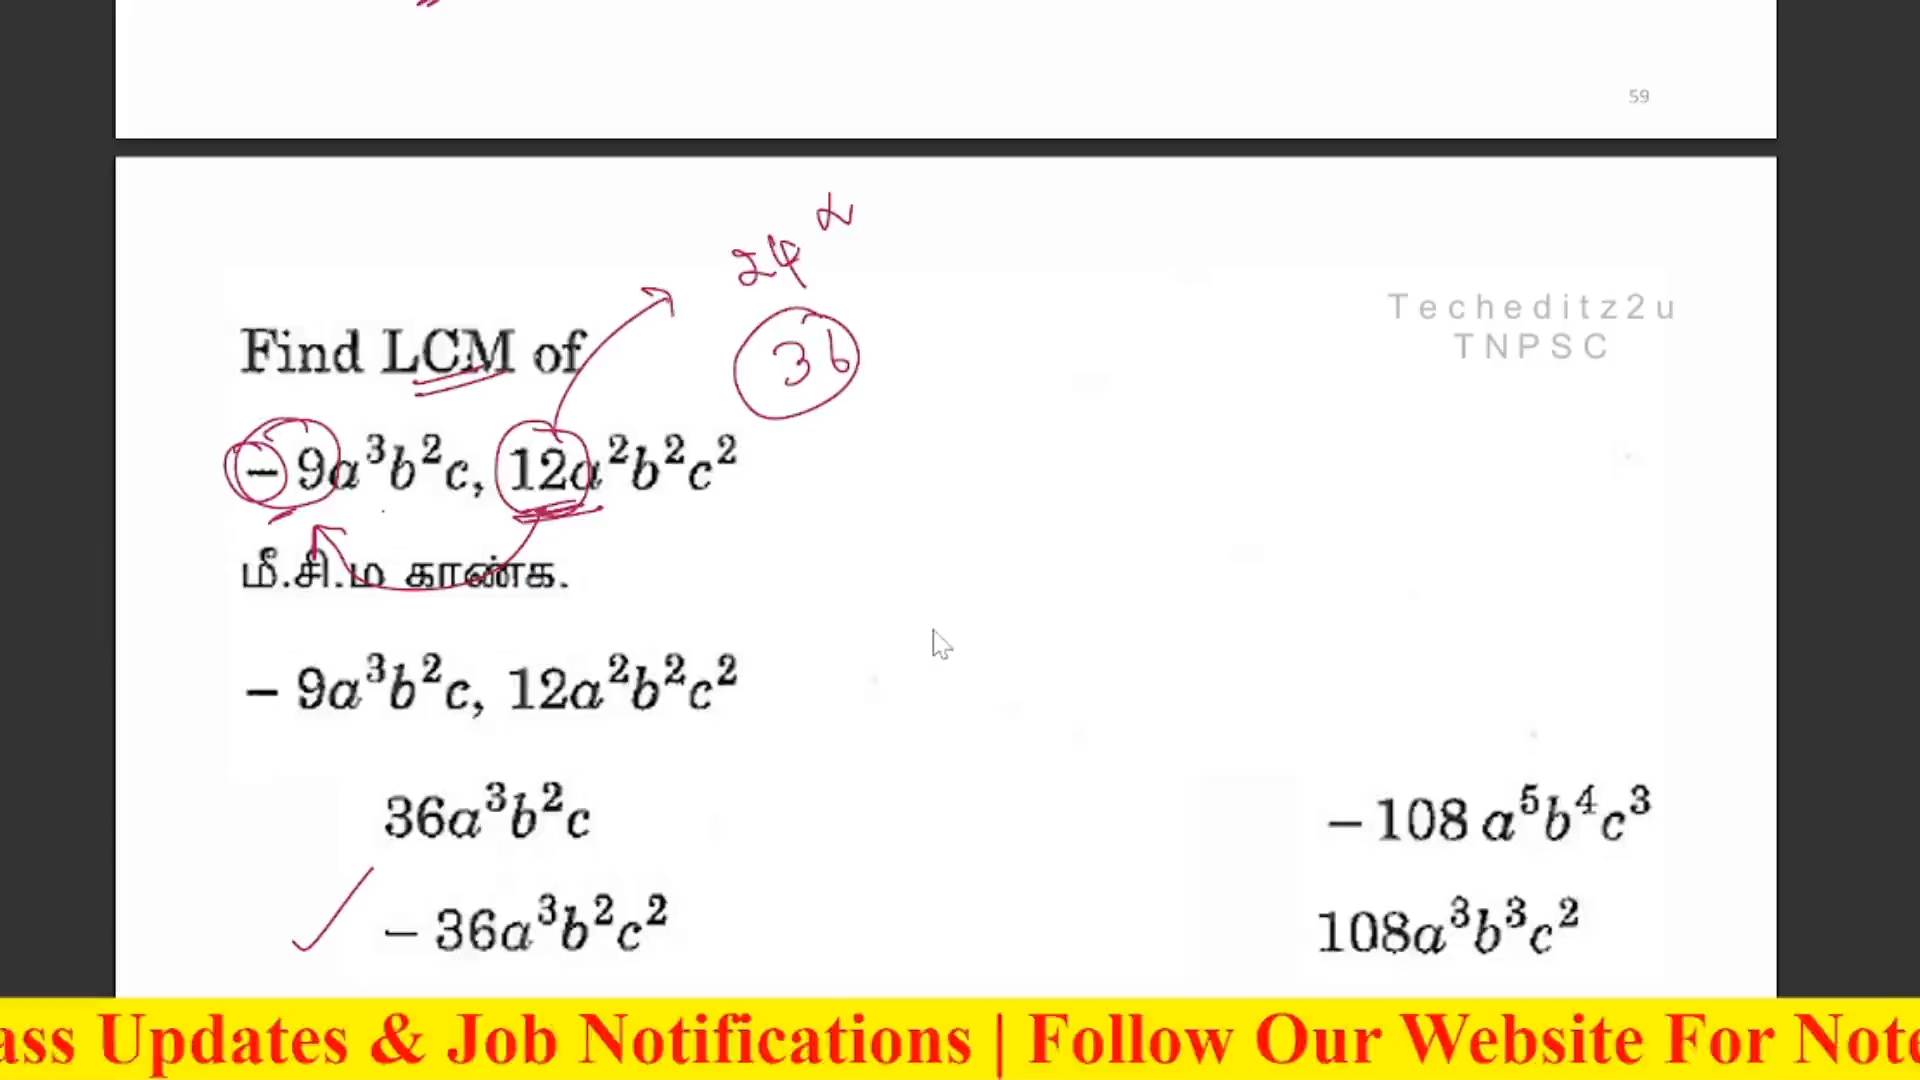 59
24
36
Techeditz2u
TNPSC
Find LCM of
– 9a³b²c, 12a²b²c²
மீ.சி.ம காண்க.
– 9a³b²c, 12a²b²c²
36a³b²c
– 108 a⁵b⁴c³
– 36a³b²c²
108a³b³c²
ass Updates & Job Notifications | Follow Our Website For Note